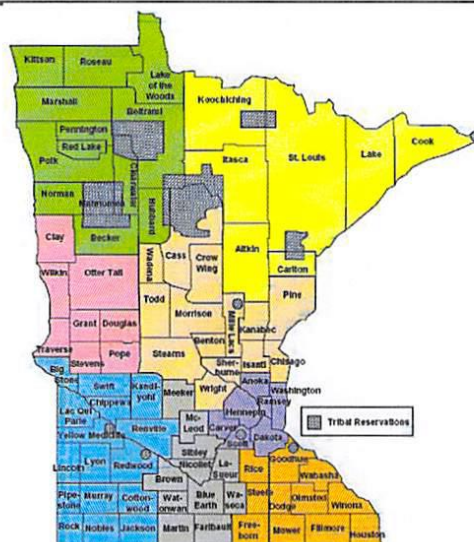 Kittson
Roseau
Lake
of the
Woods
Koochiching
Marshall
Beltrami
Cook
Pennington
Red Lake
St. Louis
Lake
Polk
Itasca
Clearwater
Norman
Mahnomen
Hubbard
Becker
Clay
Cass
Aitkin
Wadena
Crow
Wing
Carlton
Wilkin
Otter Tail
Pine
Todd
Morrison
Mille Lacs
Kanabec
Grant
Douglas
Benton
Traverse
Stevens
Pope
Stearns
Sher-
burne
Isanti
Chisago
Big
Stone
Swift
Kandi-
yohi
Meeker
Wright
Anoka
Washington
Ramsey
Chippewa
Hennepin
Lac Qui
Parle
Mc-
Leod
Carver
Tribal Reservations
Renville
Yellow Medicine
Scott
Dakota
Sibley
Lincoln
Lyon
Redwood
Nicollet
Le-
Sueur
Rice
Goodhue
Wabasha
Brown
Pipe-
stone
Murray
Cotton-
wood
Wat-
onwan
Blue
Earth
Wa-
seca
Steele
Dodge
Olmsted
Winona
Rock
Nobles
Jackson
Martin
Faribault
Free-
born
Mower
Fillmore
Houston